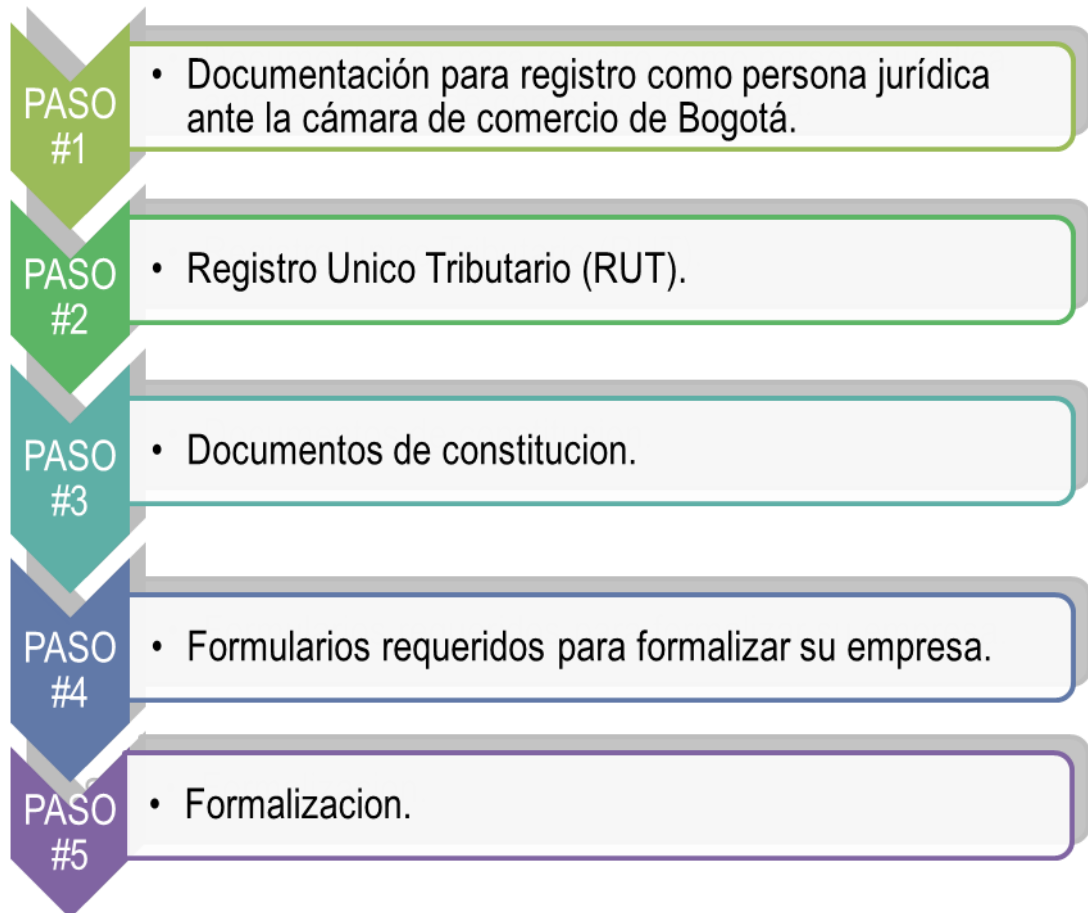 PASO
#1
• Documentación para registro como persona jurídica
ante la cámara de comercio de Bogotá.
PASO
#2
• Registro Unico Tributario (RUT).
PASO
#3
• Documentos de constitucion.
PASO
#4
• Formularios requeridos para formalizar su empresa.
PASO
#5
• Formalizacion.